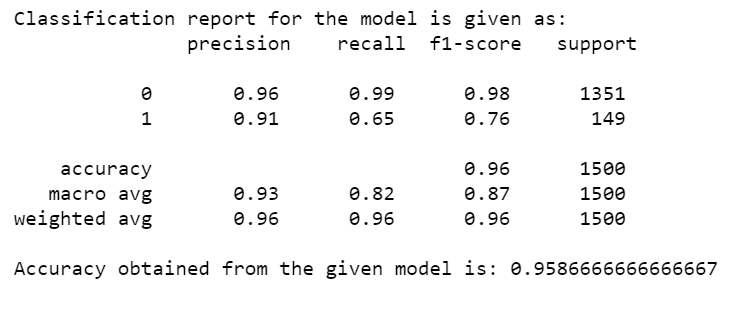 Classification report for the model is given as:
precision recall f1-score support
0 0.96 0.99 0.98 1351
1 0.91 0.65 0.76 149
accuracy 0.96 1500
macro avg 0.93 0.82 0.87 1500
weighted avg 0.96 0.96 0.96 1500
Accuracy obtained from the given model is: 0.9586666666666667